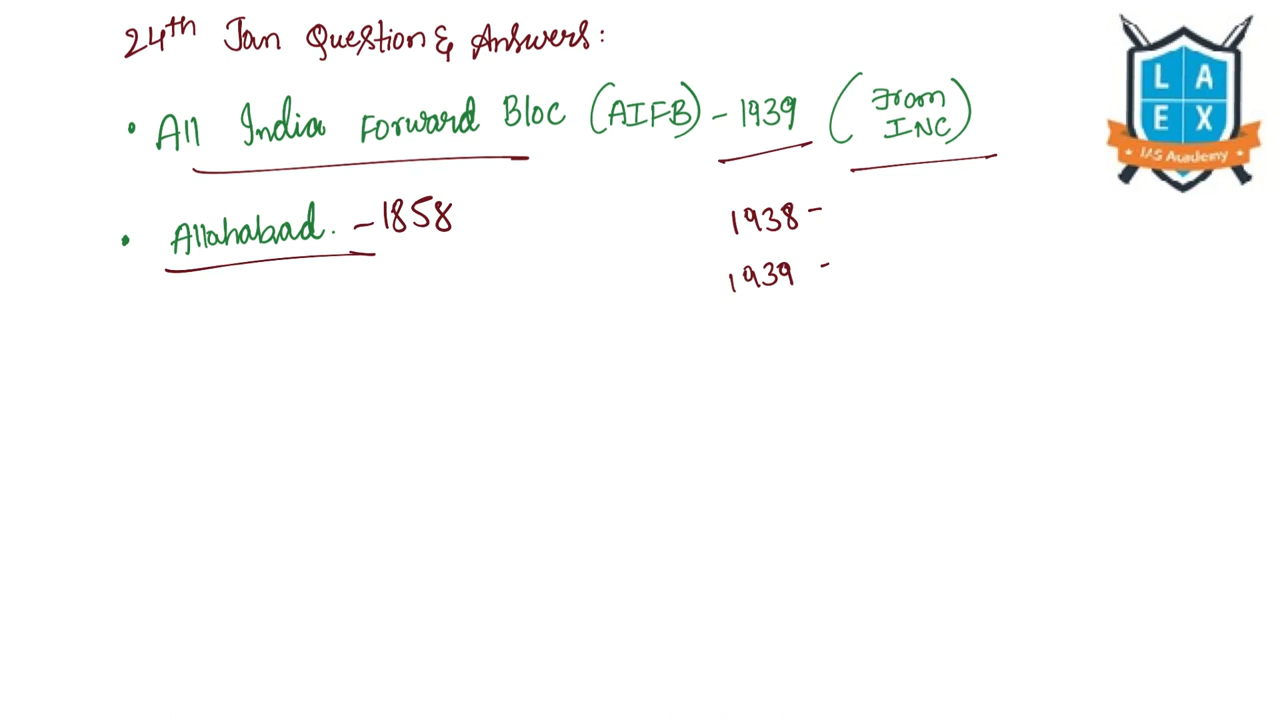 24th Jan Question & Answers:
• All India Forward Bloc (AIFB) - 1939 (From INC)
• Allahabad. - 1858
1938 -
1939 -
L A
E X
IAS Academy